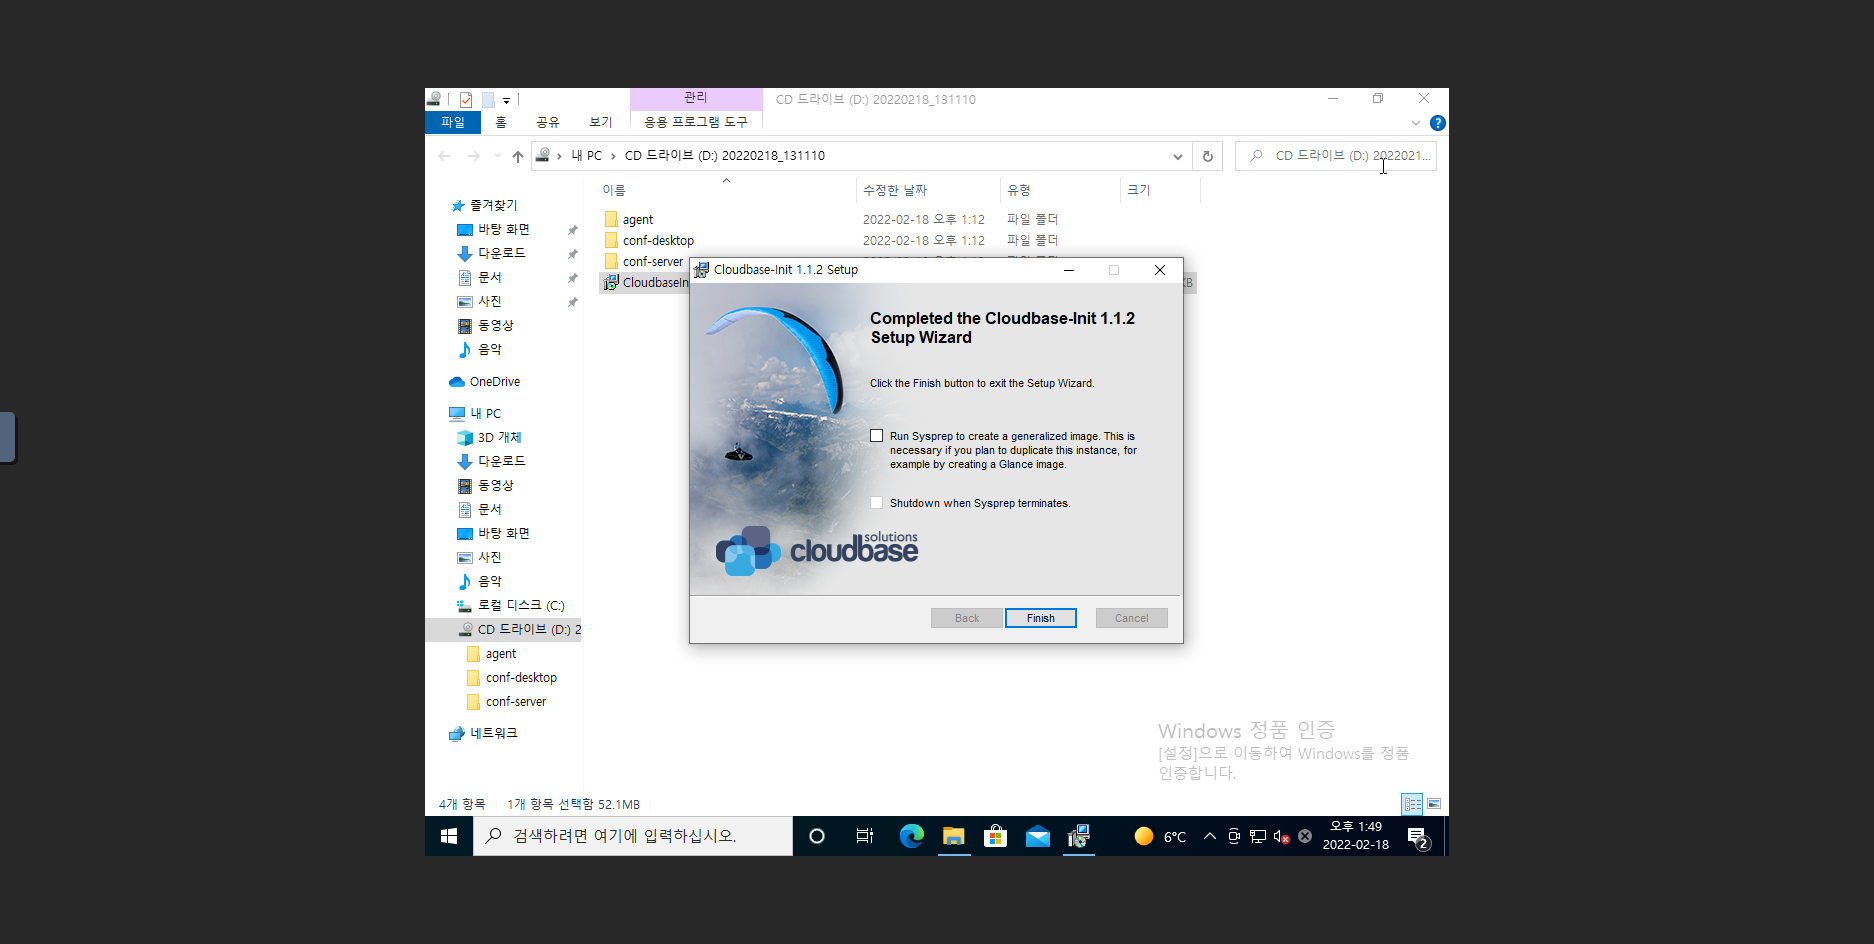 관리
CD 드라이브 (D:) 20220218_131110
파일
홈
공유
보기
응용 프로그램 도구
내 PC
CD 드라이브 (D:) 20220218_131110
CD 드라이브 (D:) 2022021...
이름
수정한 날짜
유형
크기
agent
2022-02-18 오후 1:12
파일 폴더
conf-desktop
2022-02-18 오후 1:12
파일 폴더
conf-server
CloudbaseIn
KB
즐겨찾기
바탕 화면
다운로드
문서
사진
동영상
음악
OneDrive
내 PC
3D 개체
다운로드
동영상
문서
바탕 화면
사진
음악
로컬 디스크 (C:)
CD 드라이브 (D:) 2
agent
conf-desktop
conf-server
네트워크
Cloudbase-Init 1.1.2 Setup
Completed the Cloudbase-Init 1.1.2
Setup Wizard
Click the Finish button to exit the Setup Wizard.
Run Sysprep to create a generalized image. This is
necessary if you plan to duplicate this instance, for
example by creating a Glance image.
Shutdown when Sysprep terminates.
solutions
cloudbase
Back
Finish
Cancel
Windows 정품 인증
[설정]으로 이동하여 Windows를 정품
인증합니다.
4개 항목
1개 항목 선택함 52.1MB
검색하려면 여기에 입력하십시오.
6°C
오후 1:49
2022-02-18
2